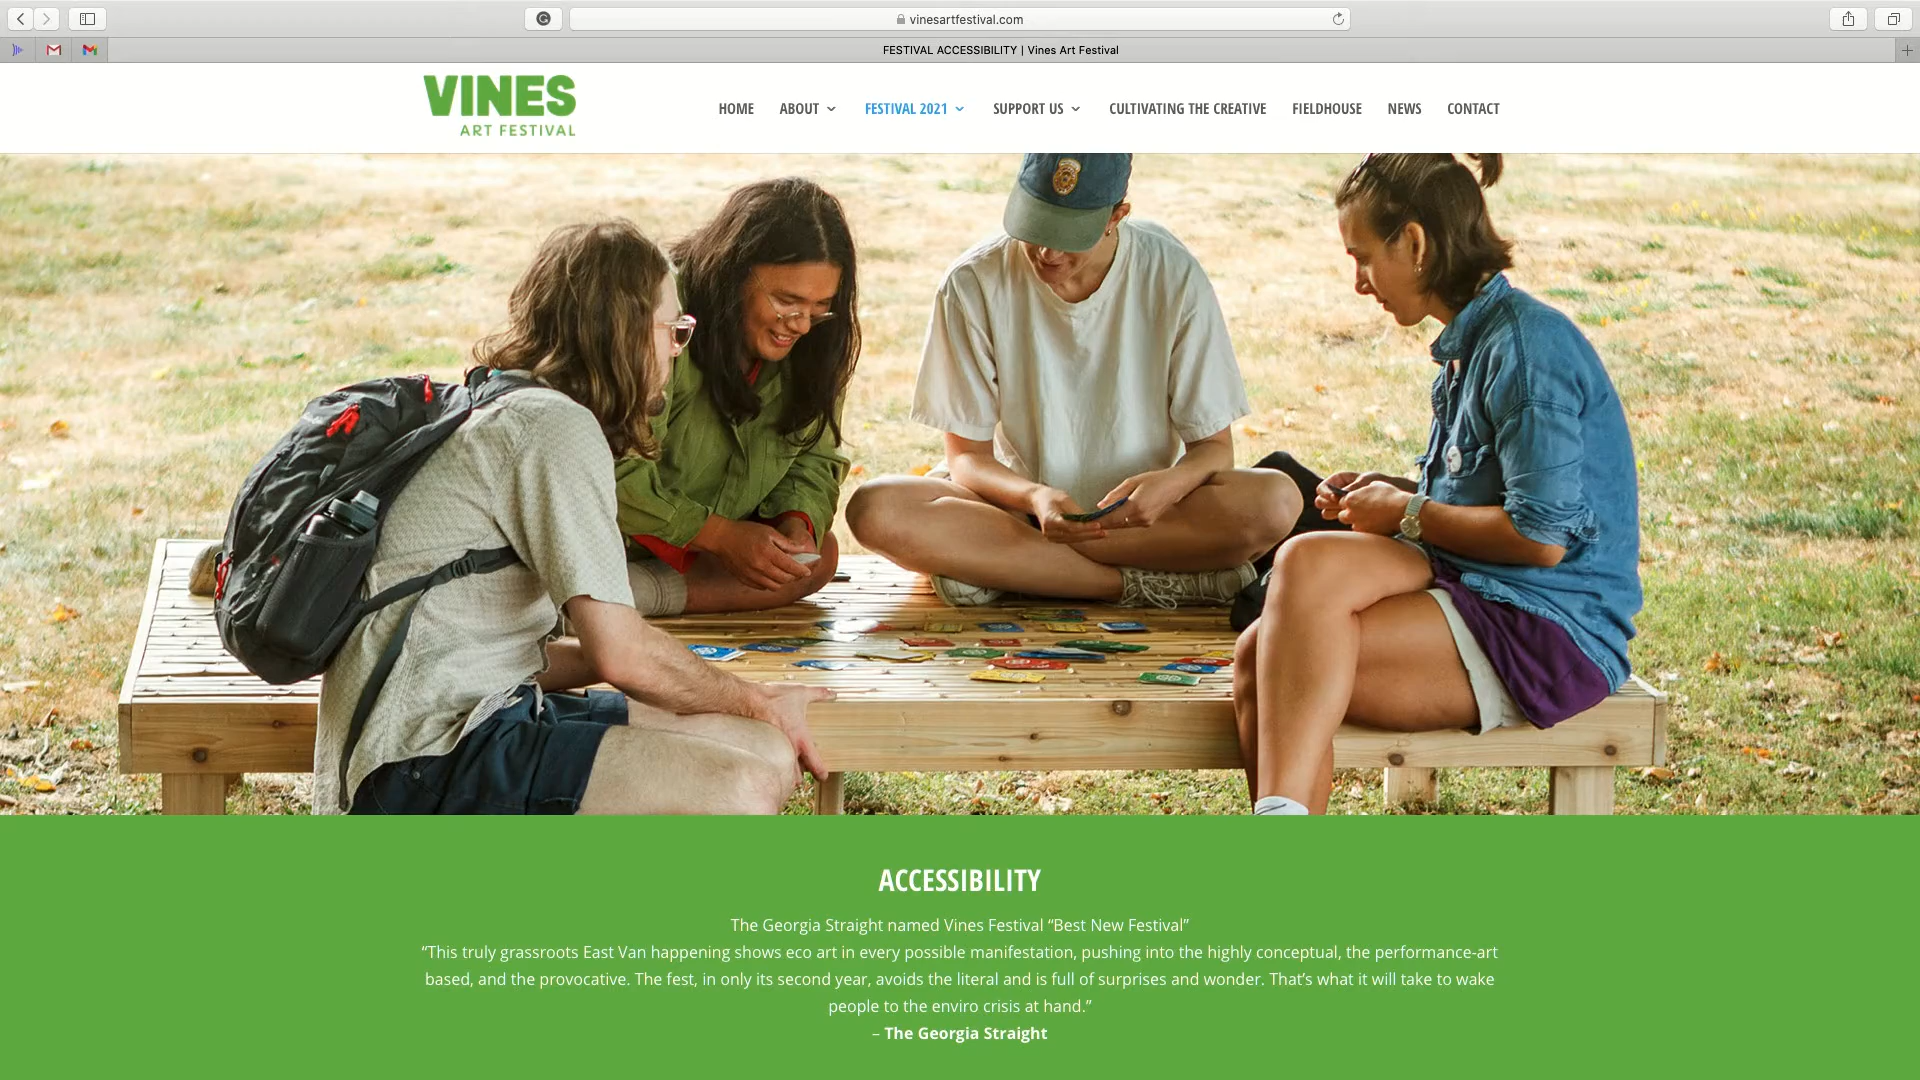 vinesartfestival.com
FESTIVAL ACCESSIBILITY | Vines Art Festival
VINES
ART FESTIVAL
HOME ABOUT FESTIVAL 2021 SUPPORT US CULTIVATING THE CREATIVE FIELDHOUSE NEWS CONTACT
ACCESSIBILITY
The Georgia Straight named Vines Festival “Best New Festival”
“This truly grassroots East Van happening shows eco art in every possible manifestation, pushing into the highly conceptual, the performance-art
based, and the provocative. The fest, in only its second year, avoids the literal and is full of surprises and wonder. That’s what it will take to wake
people to the enviro crisis at hand.”
– The Georgia Straight